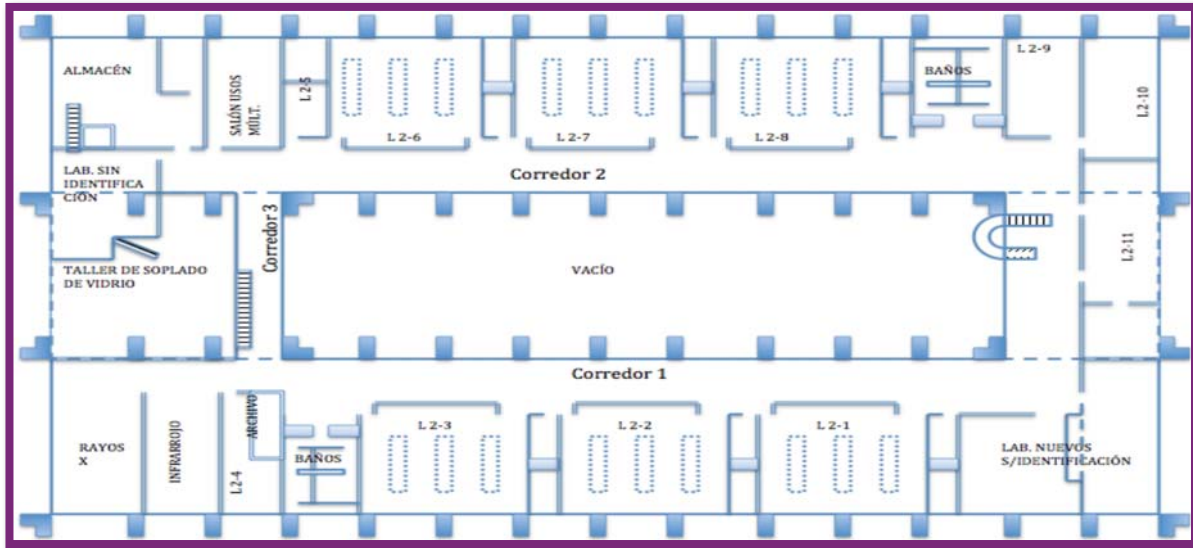 ALMACÉN
SALÓN USOS
MÚLT.
L 2-5
L 2-6
L 2-7
L 2-8
BAÑOS
L 2-9
L 2-10
LAB. SIN
IDENTIFICA
CIÓN
Corredor 2
Corredor 3
TALLER DE SOPLADO
DE VIDRIO
VACÍO
L2-11
Corredor 1
RAYOS
X
INFRARROJO
L2-4
ARCHIVO
BAÑOS
L 2-3
L 2-2
L 2-1
LAB. NUEVOS
S/IDENTIFICACIÓN